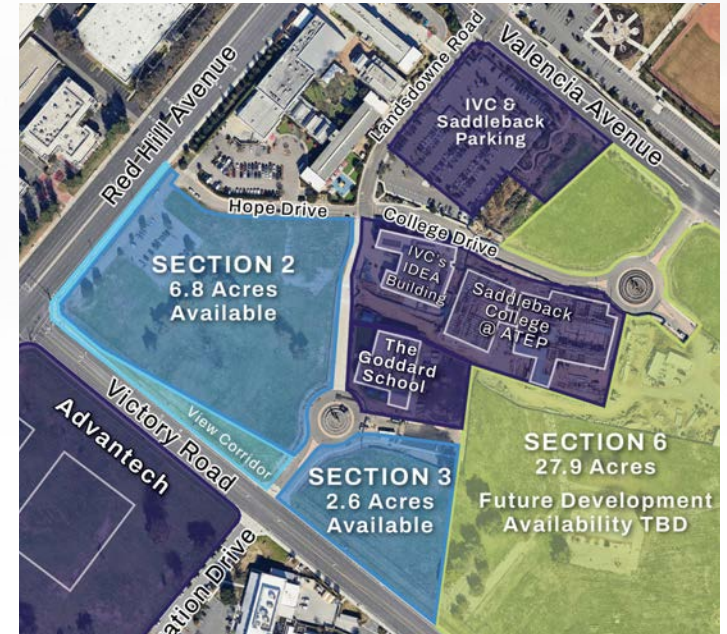 Red Hill Avenue
Landsdowne Road
Valencia Avenue
IVC &
Saddleback
Parking
Hope Drive
College Drive
SECTION 2
6.8 Acres
Available
IVC's
IDEA
Building
Saddleback
College
@ ATEP
The
Goddard
School
View Corridor
Victory Road
Advantech
SECTION 3
2.6 Acres
Available
SECTION 6
27.9 Acres
Future Development
Availability TBD
ation Drive